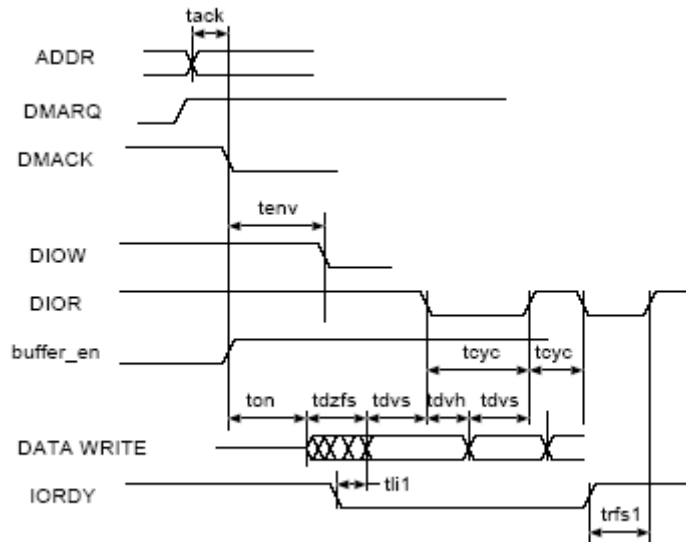 tack
ADDR
DMARQ
DMACK
tenv
DIOW
DIOR
buffer_en
tcyc tcyc
ton tdzfs tdvs tdvh tdvs
DATA WRITE
tli1
IORDY
trfs1